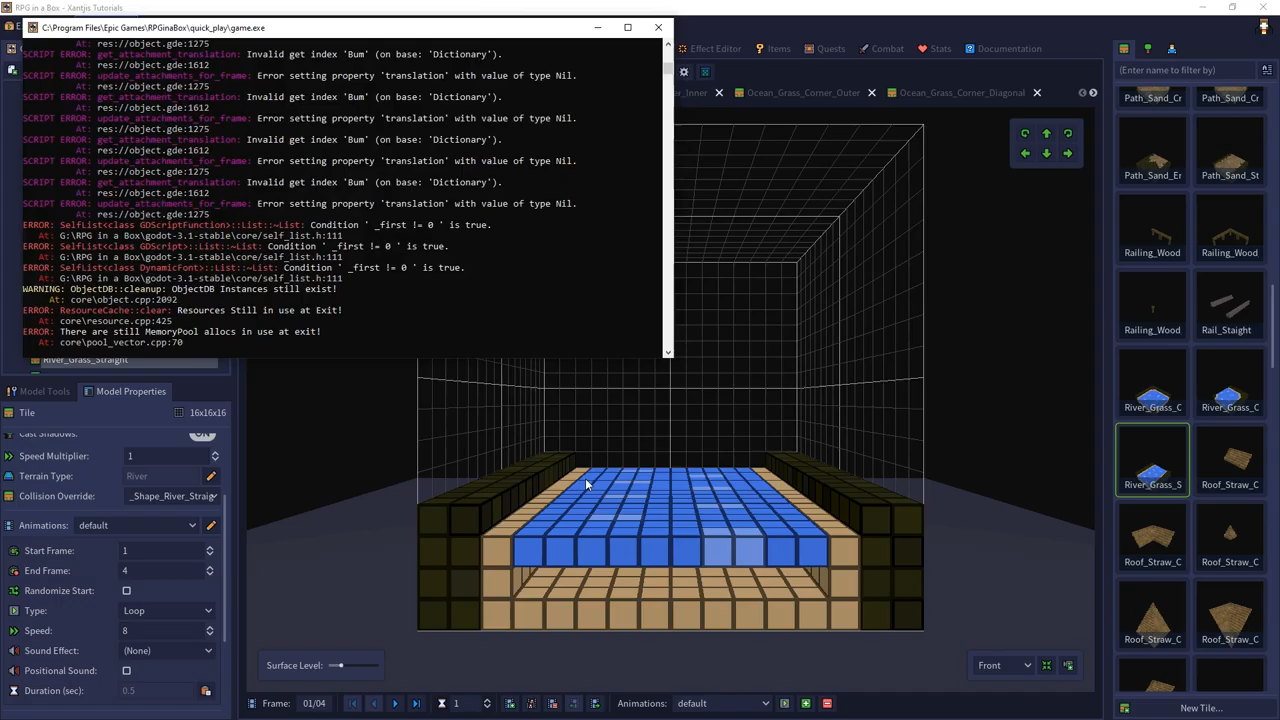 RPG in a Box - Xantjis Tutorials
C:\Program Files\Epic Games\RPGinaBox\quick_play\game.exe
At: res://object.gde:1275
SCRIPT ERROR: get_attachment_translation: Invalid get index 'Bum' (on base: 'Dictionary').
At: res://object.gde:1612
SCRIPT ERROR: update_attachments_for_frame: Error setting property 'translation' with value of type Nil.
At: res://object.gde:1275
SCRIPT ERROR: get_attachment_translation: Invalid get index 'Bum' (on base: 'Dictionary').
At: res://object.gde:1612
SCRIPT ERROR: update_attachments_for_frame: Error setting property 'translation' with value of type Nil.
At: res://object.gde:1275
SCRIPT ERROR: get_attachment_translation: Invalid get index 'Bum' (on base: 'Dictionary').
At: res://object.gde:1612
SCRIPT ERROR: update_attachments_for_frame: Error setting property 'translation' with value of type Nil.
At: res://object.gde:1275
SCRIPT ERROR: get_attachment_translation: Invalid get index 'Bum' (on base: 'Dictionary').
At: res://object.gde:1612
SCRIPT ERROR: update_attachments_for_frame: Error setting property 'translation' with value of type Nil.
At: res://object.gde:1275
ERROR: SelfList<class GDScriptFunction>::List::~List: Condition ' _first != 0 ' is true.
At: G:\RPG in a Box\godot-3.1-stable\core/self_list.h:111
ERROR: SelfList<class GDScript>::List::~List: Condition ' _first != 0 ' is true.
At: G:\RPG in a Box\godot-3.1-stable\core/self_list.h:111
ERROR: SelfList<class DynamicFont>::List::~List: Condition ' _first != 0 ' is true.
At: G:\RPG in a Box\godot-3.1-stable\core/self_list.h:111
WARNING: ObjectDB::cleanup: ObjectDB Instances still exist!
At: core\object.cpp:2092
ERROR: ResourceCache::clear: Resources Still in use at Exit!
At: core\resource.cpp:425
ERROR: There are still MemoryPool allocs in use at exit!
At: core\pool_vector.cpp:70
Effect Editor
Items
Quests
Combat
Stats
Documentation
er_Inner
Ocean_Grass_Corner_Outer
Ocean_Grass_Corner_Diagonal
River_Grass_Straight
Model Tools
Model Properties
Tile
16x16x16
Cast Shadows:
ON
Speed Multiplier:
1
Terrain Type:
River
Collision Override:
_Shape_River_Straig
Animations:
default
Start Frame:
1
End Frame:
4
Randomize Start:
Type:
Loop
Speed:
8
Sound Effect:
(None)
Positional Sound:
Duration (sec):
0.5
Surface Level:
Front
Frame:
01/04
1
Animations:
default
(Enter name to filter by)
Path_Sand_Cr
Path_Sand_Cr
Path_Sand_Er
Path_Sand_St
Railing_Wood
Railing_Wood
Railing_Wood
Rail_Staight
River_Grass_C
River_Grass_C
River_Grass_S
Roof_Straw_C
Roof_Straw_C
Roof_Straw_C
Roof_Straw_C
Roof_Straw_C
New Tile...